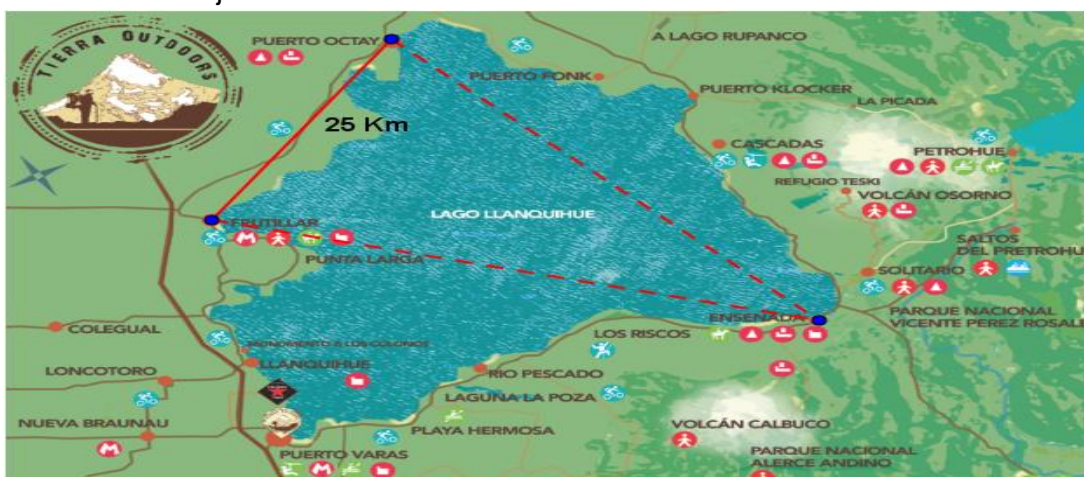 TIERRA OUTDOORS
PUERTO OCTAY
A LAGO RUPANCO
PUERTO FONK
PUERTO KLOCKER
LA PICADA
25 Km
CASCADAS
PETROHUE
REFUGIO TESKI
VOLCÁN OSORNO
LAGO LLANQUIHUE
FRUTILLAR
PUNTA LARGA
SALTOS
DEL PRETROHU
SOLITARIO
ENSENADA
PARQUE NACIONAL
VICENTE PEREZ ROSALE
LOS RISCOS
COLEGUAL
MONOMENTO A LOS COLONOS
LLANQUIHUE
LONCOTORO
RIO PESCADO
LAGUNA LA POZA
NUEVA BRAUNAU
PLAYA HERMOSA
VOLCÁN CALBUCO
PUERTO VARAS
PARQUE NACIONAL
ALERCE ANDINO